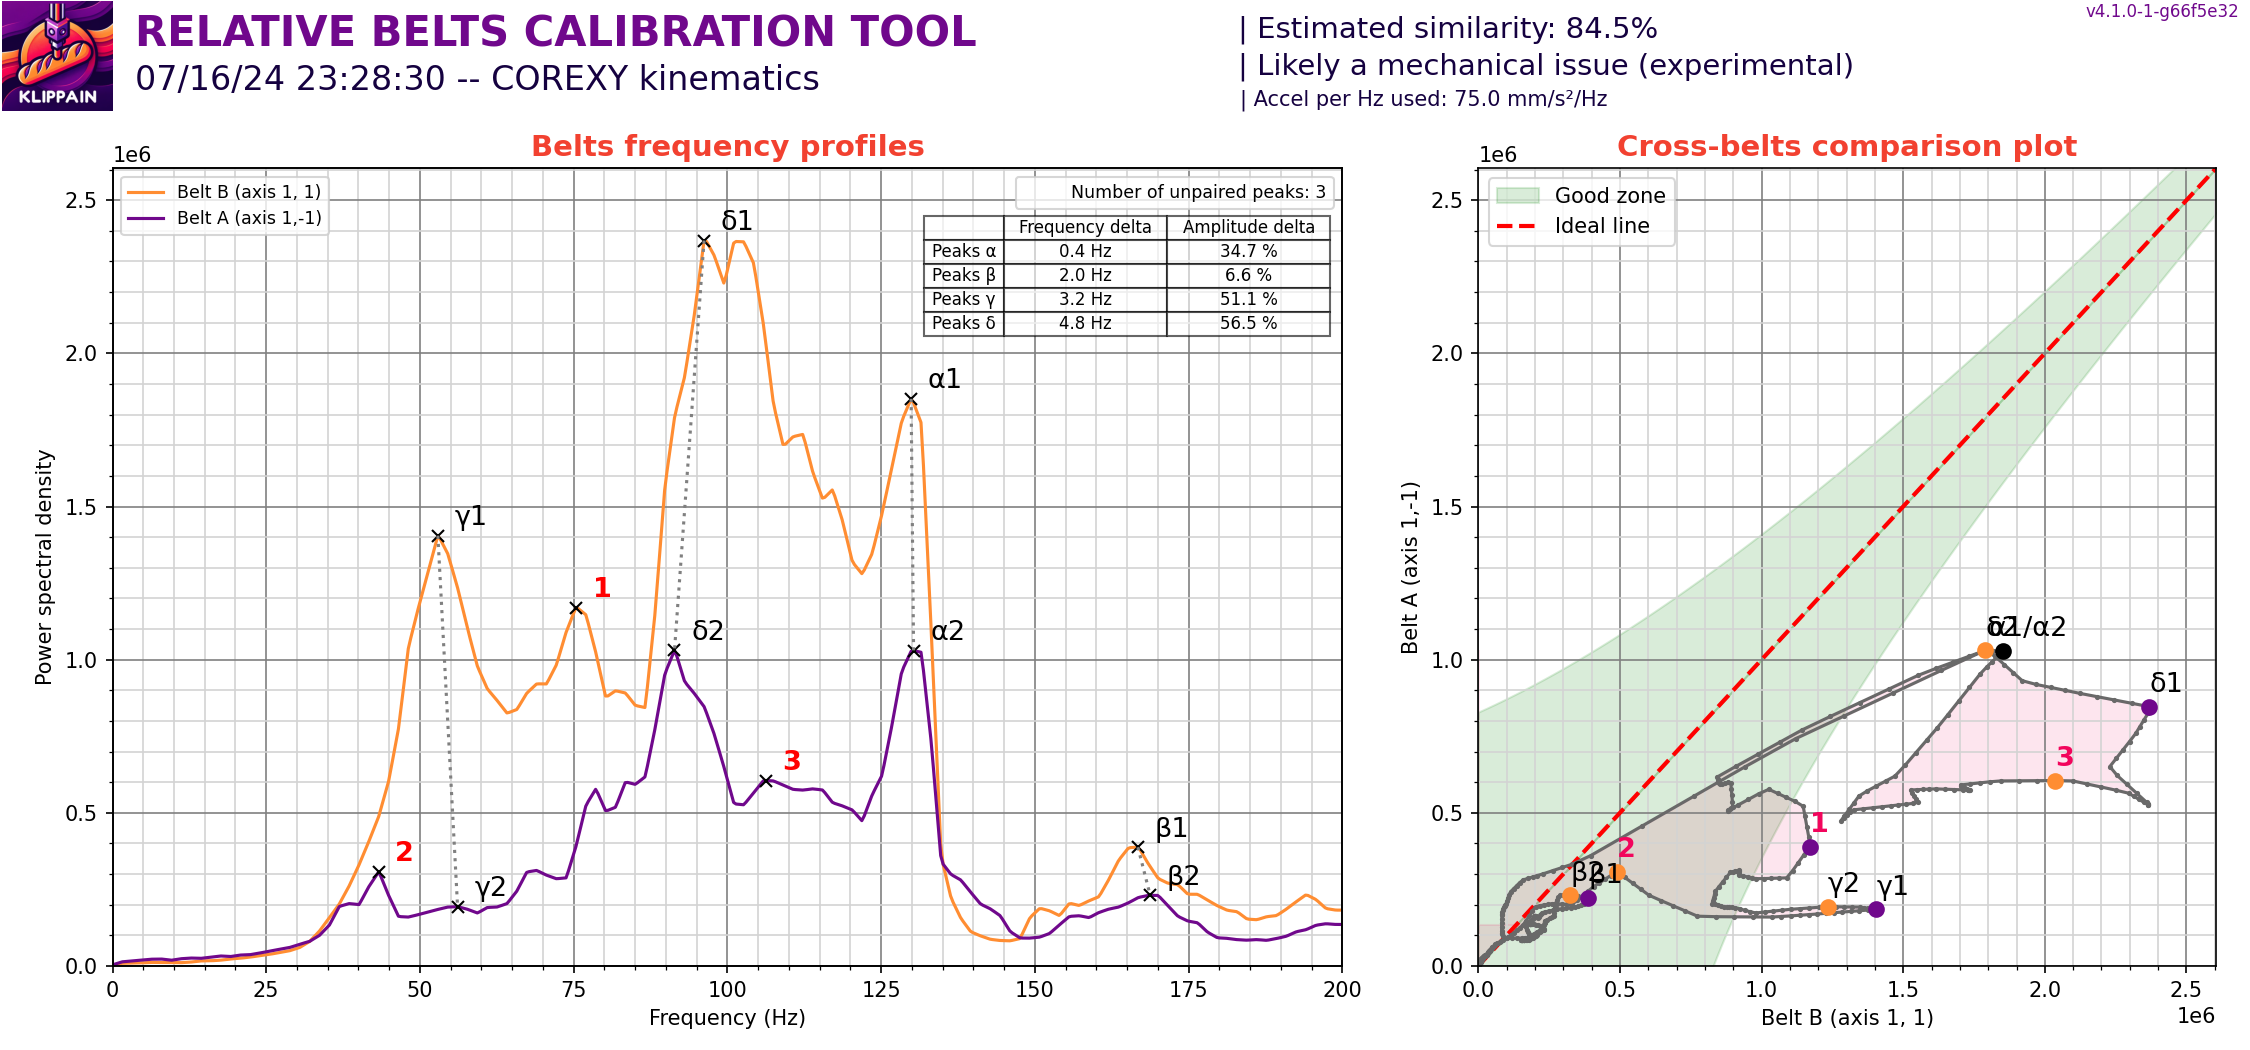 KLIPPAIN
RELATIVE BELTS CALIBRATION TOOL
07/16/24 23:28:30 -- COREXY kinematics
| Estimated similarity: 84.5%
| Likely a mechanical issue (experimental)
| Accel per Hz used: 75.0 mm/s²/Hz
v4.1.0-1-g66f5e32
Belts frequency profiles
1e6
Belt B (axis 1, 1)
Belt A (axis 1,-1)
Number of unpaired peaks: 3
Frequency delta Amplitude delta
Peaks α 0.4 Hz 34.7 %
Peaks β 2.0 Hz 6.6 %
Peaks γ 3.2 Hz 51.1 %
Peaks δ 4.8 Hz 56.5 %
δ1
α1
γ1
1
δ2
α2
3
2
β1
β2
γ2
2.5
2.0
1.5
1.0
0.5
0.0
Power spectral density
0 25 50 75 100 125 150 175 200
Frequency (Hz)
Cross-belts comparison plot
1e6
Good zone
Ideal line
δ2
α1/α2
δ1
3
1
2
β2
β1
γ2
γ1
2.5
2.0
1.5
1.0
0.5
0.0
Belt A (axis 1,-1)
0.0 0.5 1.0 1.5 2.0 2.5
Belt B (axis 1, 1)
1e6